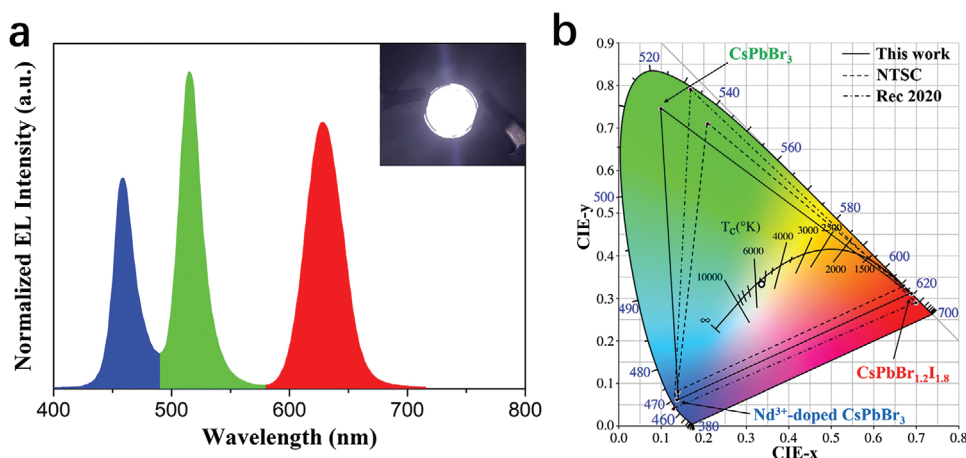 a
Normalized EL Intensity (a.u.)
400 500 600 700 800
Wavelength (nm)
b
CIE-y
0.9
0.8
0.7
0.6
0.5
0.4
0.3
0.2
0.1
0.0
0.0 0.1 0.2 0.3 0.4 0.5 0.6 0.7 0.8
CIE-x
CsPbBr₃
This work
NTSC
Rec 2020
520
540
560
580
600
620
700
500
490
480
470
460
380
T_C(°K)
∞
10000
6000
4000
3000
2300
2000
1500
CsPbBr₁.₂I₁.₈
Nd³⁺-doped CsPbBr₃